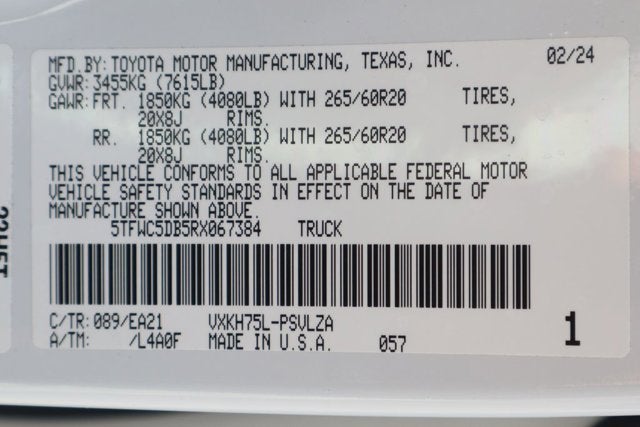 MFD.BY:TOYOTA MOTOR MANUFACTURING, TEXAS, INC. 02/24
GVWR:3455KG (7615LB)
GAWR:FRT. 1850KG (4080LB) WITH 265/60R20 TIRES,
20X8J RIMS.
RR. 1850KG (4080LB) WITH 265/60R20 TIRES,
20X8J RIMS.
THIS VEHICLE CONFORMS TO ALL APPLICABLE FEDERAL MOTOR
VEHICLE SAFETY STANDARDS IN EFFECT ON THE DATE OF
MANUFACTURE SHOWN ABOVE.
5TFWC5DB5RX067384 TRUCK
C/TR:089/EA21 VXKH75L-PSVLZA
A/TM: /L4A0F MADE IN U.S.A. 057 1